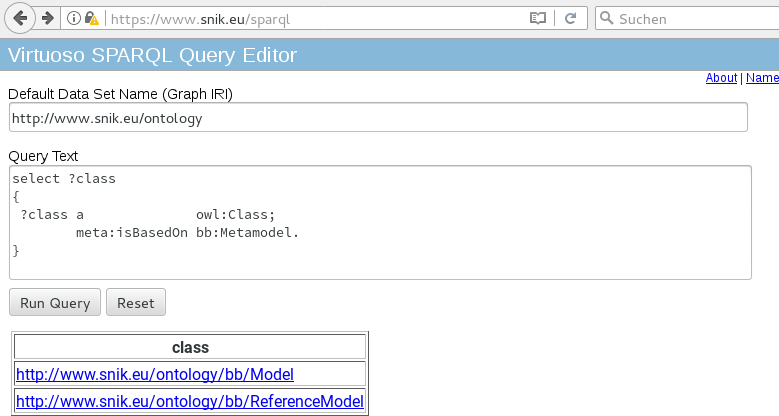 https://www.snik.eu/sparql
Suchen
Virtuoso SPARQL Query Editor
About | Name
Default Data Set Name (Graph IRI)
http://www.snik.eu/ontology
Query Text
select ?class
{
?class a owl:Class;
meta:isBasedOn bb:Metamodel.
}
Run Query Reset
class
http://www.snik.eu/ontology/bb/Model
http://www.snik.eu/ontology/bb/ReferenceModel